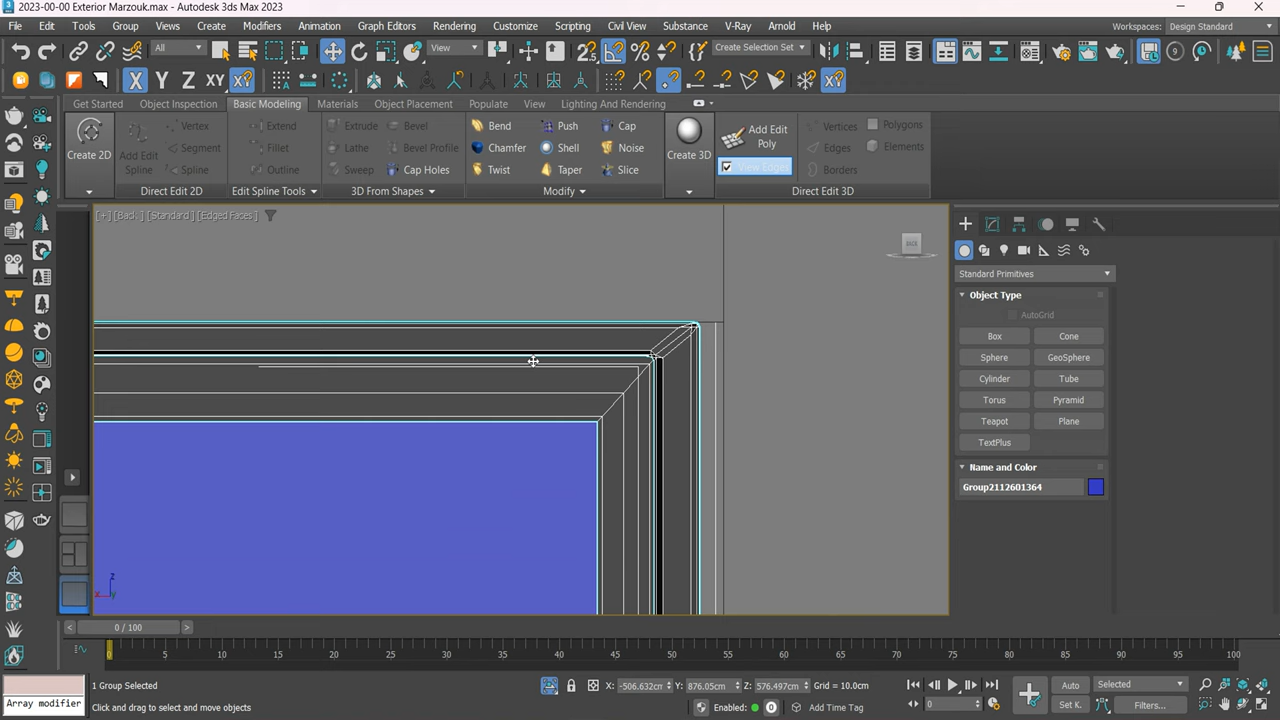 2023-00-00 Exterior Marzouk.max - Autodesk 3ds Max 2023
File Edit Tools Group Views Create Modifiers Animation Graph Editors Rendering Customize Scripting Civil View Substance V-Ray Arnold Help Workspaces: Design Standard
All View Create Selection Set
X Y Z XY
Get Started Object Inspection Basic Modeling Materials Object Placement Populate View Lighting And Rendering
Create 2D Add Edit Spline Vertex Segment Spline Extend Fillet Outline Extrude Lathe Sweep Bevel Bevel Profile Cap Holes Bend Chamfer Twist Push Shell Taper Cap Noise Slice Create 3D Add Edit Poly View Edges Vertices Edges Borders Polygons Elements
Direct Edit 2D Edit Spline Tools 3D From Shapes Modify Direct Edit 3D
[+] [Back] [Standard] [Edged Faces]
BACK
Standard Primitives
Object Type
AutoGrid
Box Cone
Sphere GeoSphere
Cylinder Tube
Torus Pyramid
Teapot Plane
TextPlus
Name and Color
Group2112601364
z
x y
< 0 / 100 >
0 5 10 15 20 25 30 35 40 45 50 55 60 65 70 75 80 85 90 95 100
1 Group Selected X: -506.632cm Y: 876.05cm Z: 576.497cm Grid = 10.0cm Auto Selected
Array modifier Click and drag to select and move objects Enabled: 0 Add Time Tag 0 Set K. Filters...